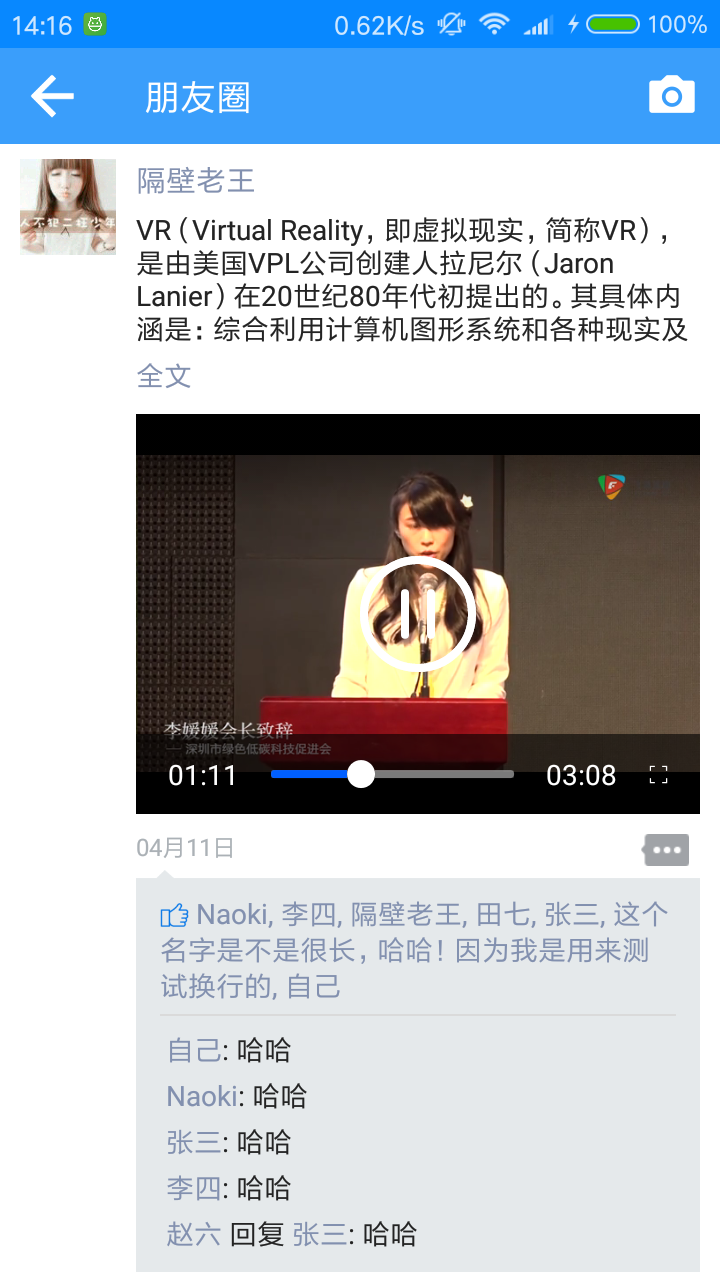 14:16 0.62K/s 100%
朋友圈
人不犯二枉少年
隔壁老王
VR（Virtual Reality，即虚拟现实，简称VR），
是由美国VPL公司创建人拉尼尔（Jaron
Lanier）在20世纪80年代初提出的。其具体内
涵是：综合利用计算机图形系统和各种现实及
全文
李媛媛会长致辞
—— 深圳市绿色低碳科技促进会
01:11 03:08
04月11日
Naoki, 李四, 隔壁老王, 田七, 张三, 这个
名字是不是很长，哈哈！因为我是用来测
试换行的, 自己
自己: 哈哈
Naoki: 哈哈
张三: 哈哈
李四: 哈哈
赵六 回复 张三: 哈哈